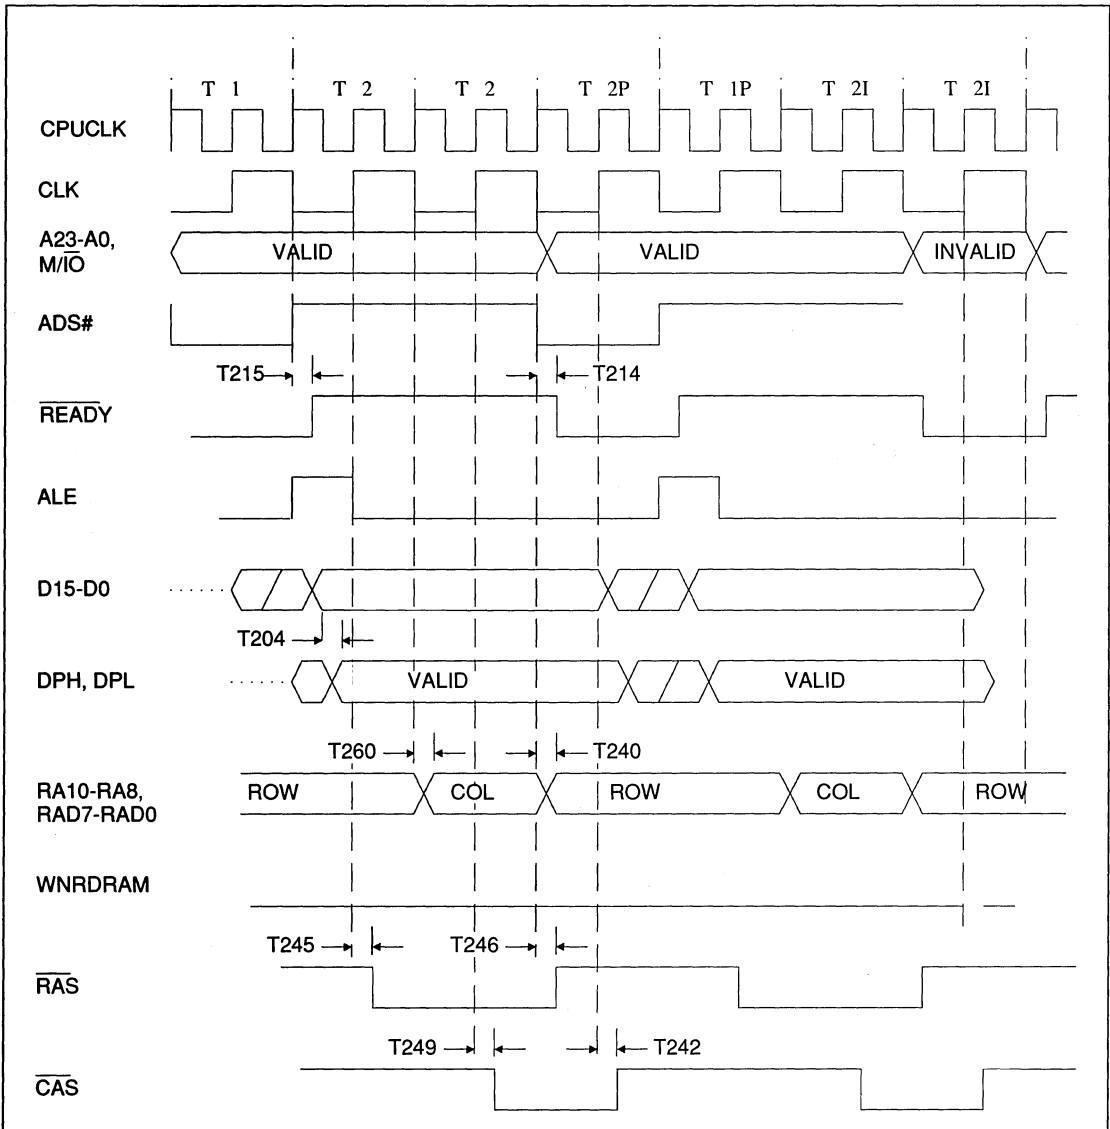 T 1 T 2 T 2 T 2P T 1P T 2I T 2I
CPUCLK
CLK
A23-A0,
M/IO
VALID VALID INVALID
ADS#
T215 T214
READY
ALE
D15-D0
T204
DPH, DPL
VALID VALID
T260 T240
RA10-RA8,
RAD7-RAD0
ROW COL ROW COL ROW
WNRDRAM
T245 T246
RAS
T249 T242
CAS